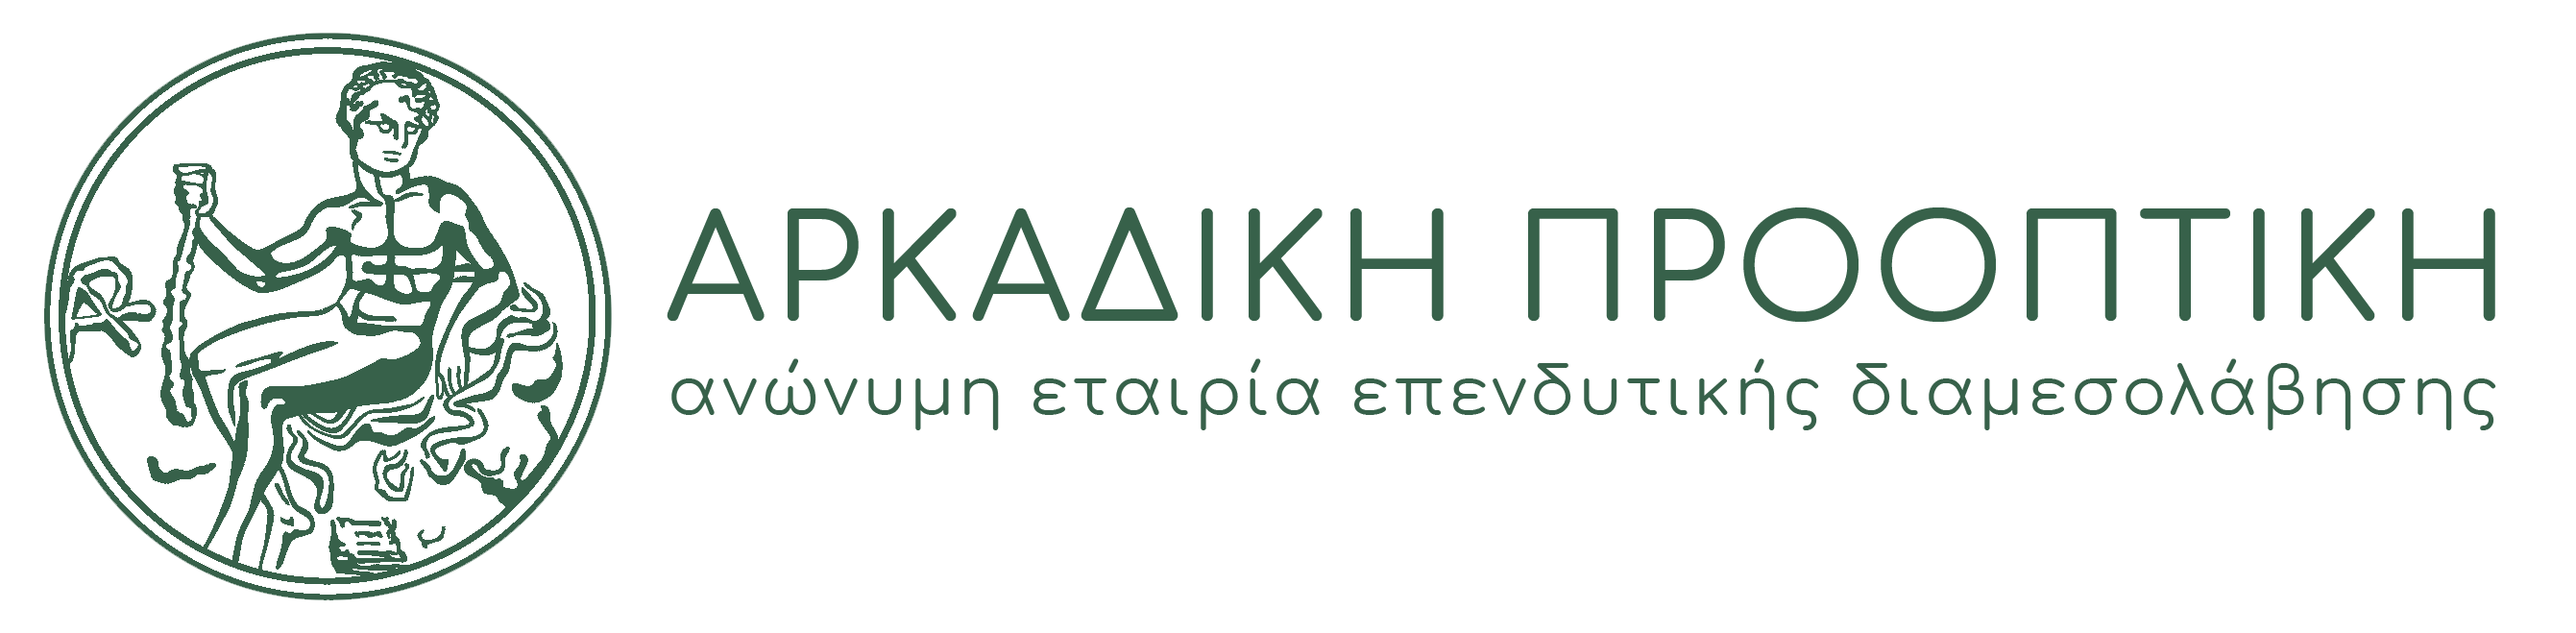 ΑΡΚΑΔΙΚΗ ΠΡΟΟΠΤΙΚΗ
ανώνυμη εταιρία επενδυτικής διαμεσολάβησης